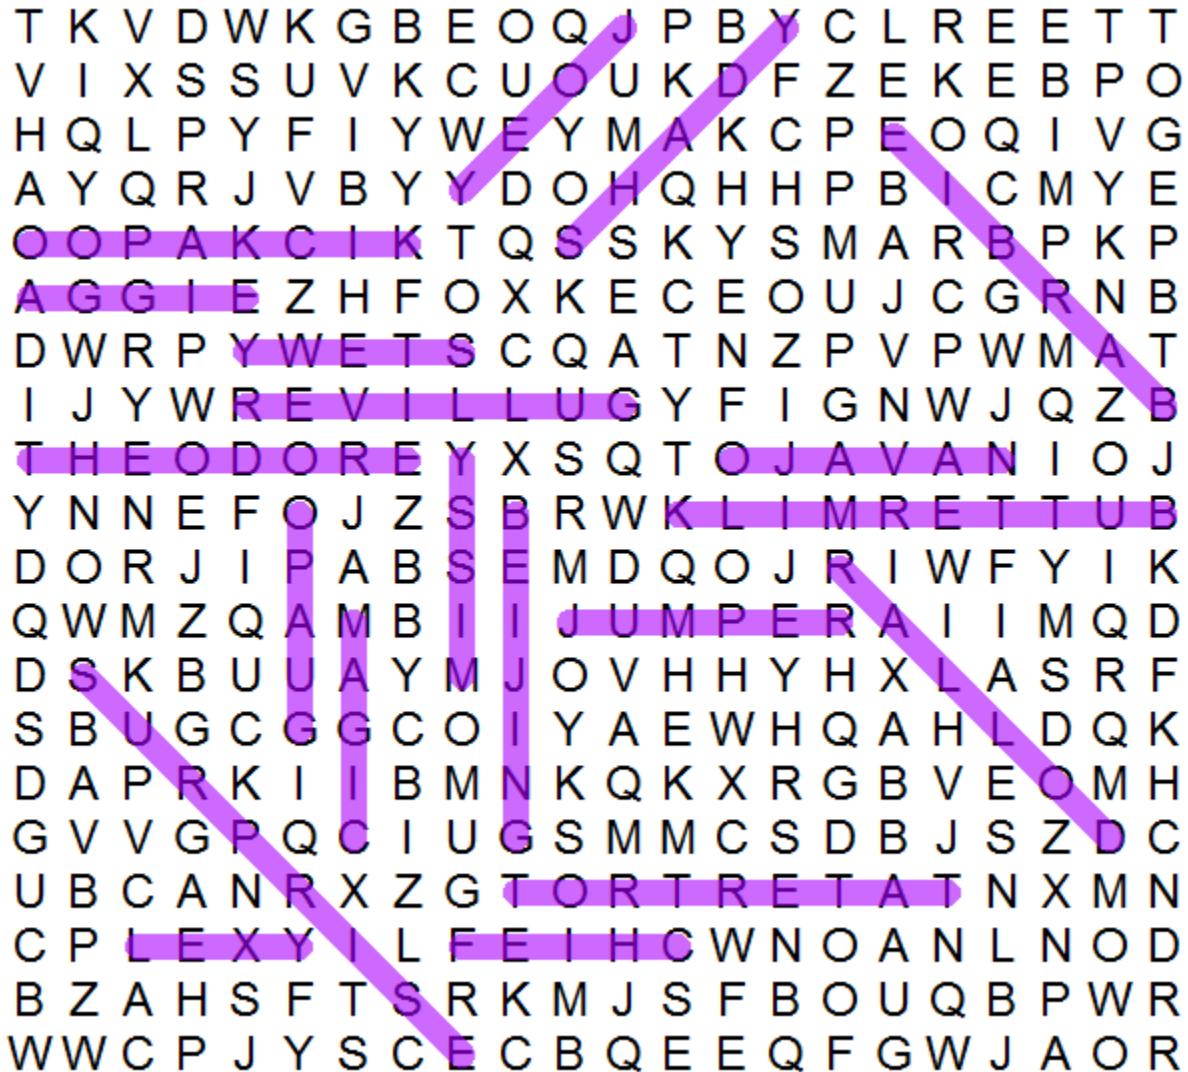 T K V D W K G B E O Q J P B Y C L R E E T T
V I X S S U V K C U O U K D F Z E K E B P O
H Q L P Y F I Y W E Y M A K C P E O Q I V G
A Y Q R J V B Y Y D O H Q H H P B I C M Y E
O O P A K C I K T Q S S K Y S M A R B P K P
A G G I E Z H F O X K E C E O U J C G R N B
D W R P Y W E T S C Q A T N Z P V P W M A T
I J Y W R E V I L L U G Y F I G N W J Q Z B
T H E O D O R E Y X S Q T O J A V A N I O J
Y N N E F O J Z S B R W K L I M R E T T U B
D O R J I P A B S E M D Q O J R I W F Y I K
Q W M Z Q A M B I I J U M P E R A I I M Q D
D S K B U U A Y M J O V H H Y H X L A S R F
S B U G C G G C O I Y A E W H Q A H L D Q K
D A P R K I I B M N K Q K X R G B V E O M H
G V V G P Q C I U G S M M C S D B J S Z D C
U B C A N R X Z G T O R T R E T A T N X M N
C P L E X Y I L F E I H C W N O A N L N O D
B Z A H S F T S R K M J S F B O U Q B P W R
W W C P J Y S C E C B Q E E Q F G W J A O R